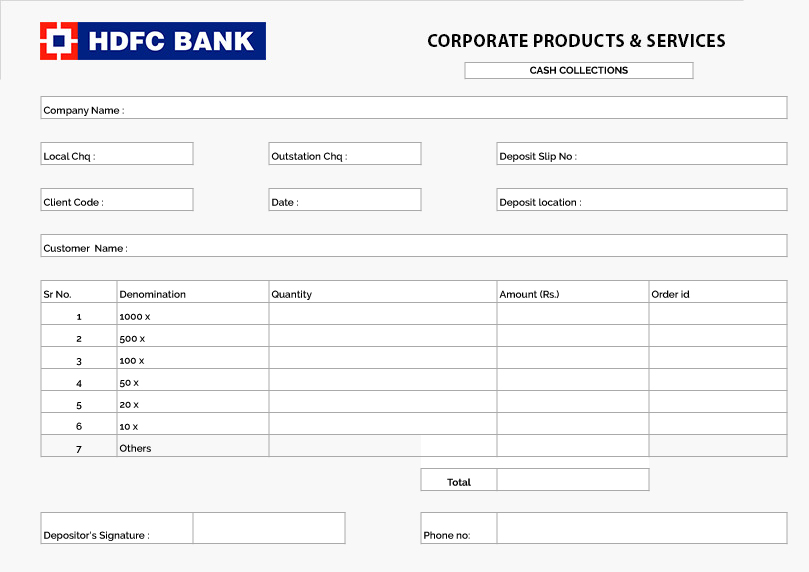 HDFC BANK
CORPORATE PRODUCTS & SERVICES
CASH COLLECTIONS
Company Name :
Local Chq : Outstation Chq : Deposit Slip No :
Client Code : Date : Deposit location :
Customer Name :
Sr No. Denomination Quantity Amount (Rs.) Order id
1 1000 x
2 500 x
3 100 x
4 50 x
5 20 x
6 10 x
7 Others
Total
Depositor's Signature : Phone no: